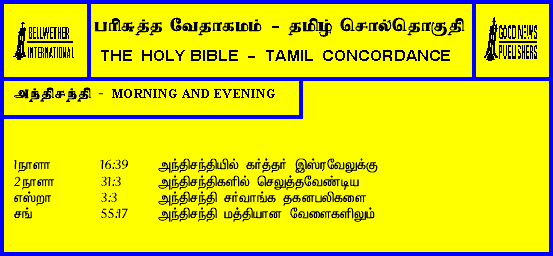 BELLWETHER
INTERNATIONAL
பரிசுத்த வேதாகமம் - தமிழ் சொல்தொகுதி
THE HOLY BIBLE - TAMIL CONCORDANCE
GOOD NEWS
PUBLISHERS
அந்திசந்தி - MORNING AND EVENING
1நாளா 16:39 அந்திசந்தியில் கர்த்தர் இஸ்ரவேலுக்கு
2நாளா 31:3 அந்திசந்திகளில் செலுத்தவேண்டிய
எஸ்றா 3:3 அந்திசந்தி சர்வாங்க தகனபலிகளை
சங் 55:17 அந்திசந்தி மத்தியான வேளைகளிலும்